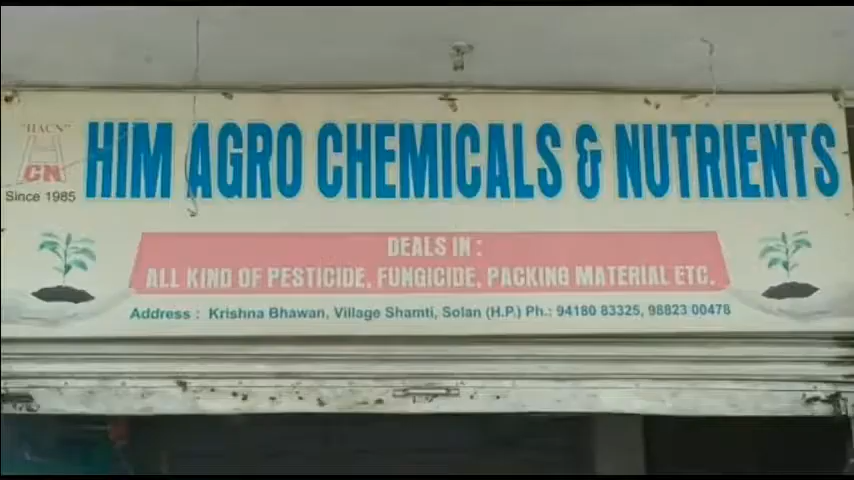 "HACN"
CN
Since 1985
HIM AGRO CHEMICALS & NUTRIENTS
DEALS IN :
ALL KIND OF PESTICIDE, FUNGICIDE, PACKING MATERIAL ETC.
Address : Krishna Bhawan, Village Shamti, Solan (H.P.) Ph.: 94180 83325, 98823 00478